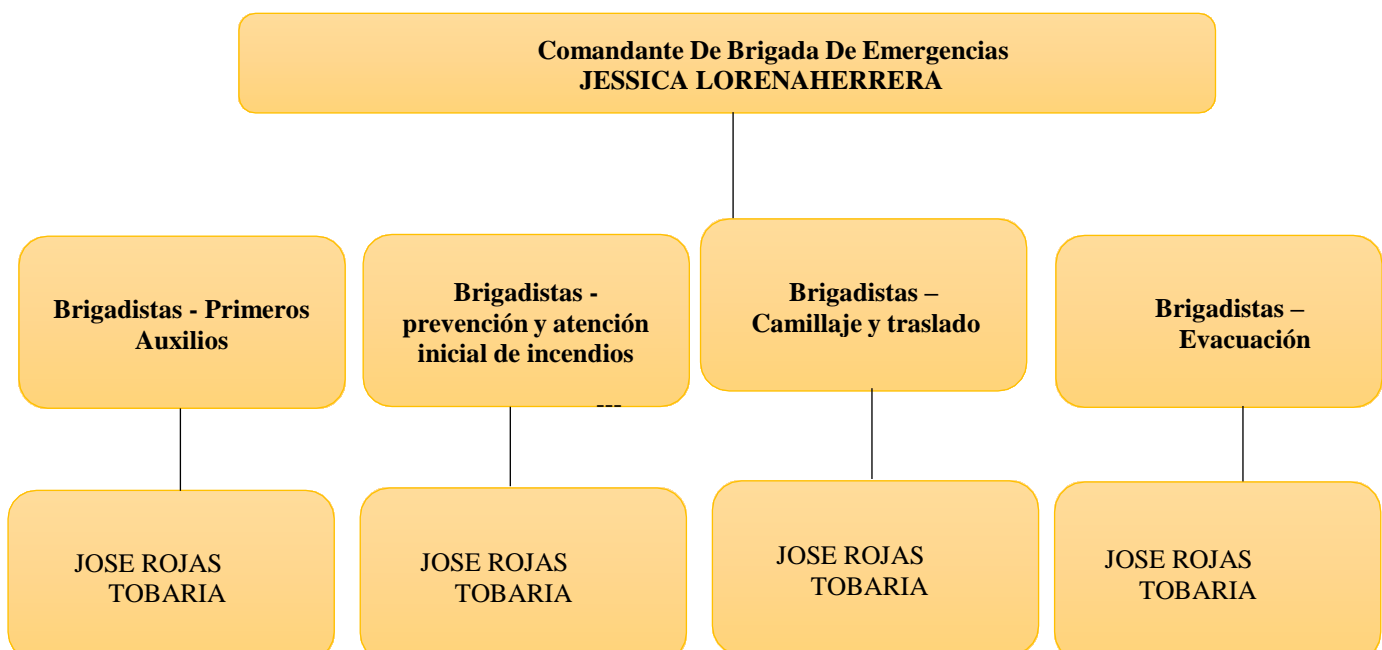 Comandante De Brigada De Emergencias
JESSICA LORENAHERRERA
Brigadistas - Primeros
Auxilios
Brigadistas -
prevención y atención
inicial de incendios
---
Brigadistas –
Camillaje y traslado
Brigadistas –
Evacuación
JOSE ROJAS
TOBARIA
JOSE ROJAS
TOBARIA
JOSE ROJAS
TOBARIA
JOSE ROJAS
TOBARIA